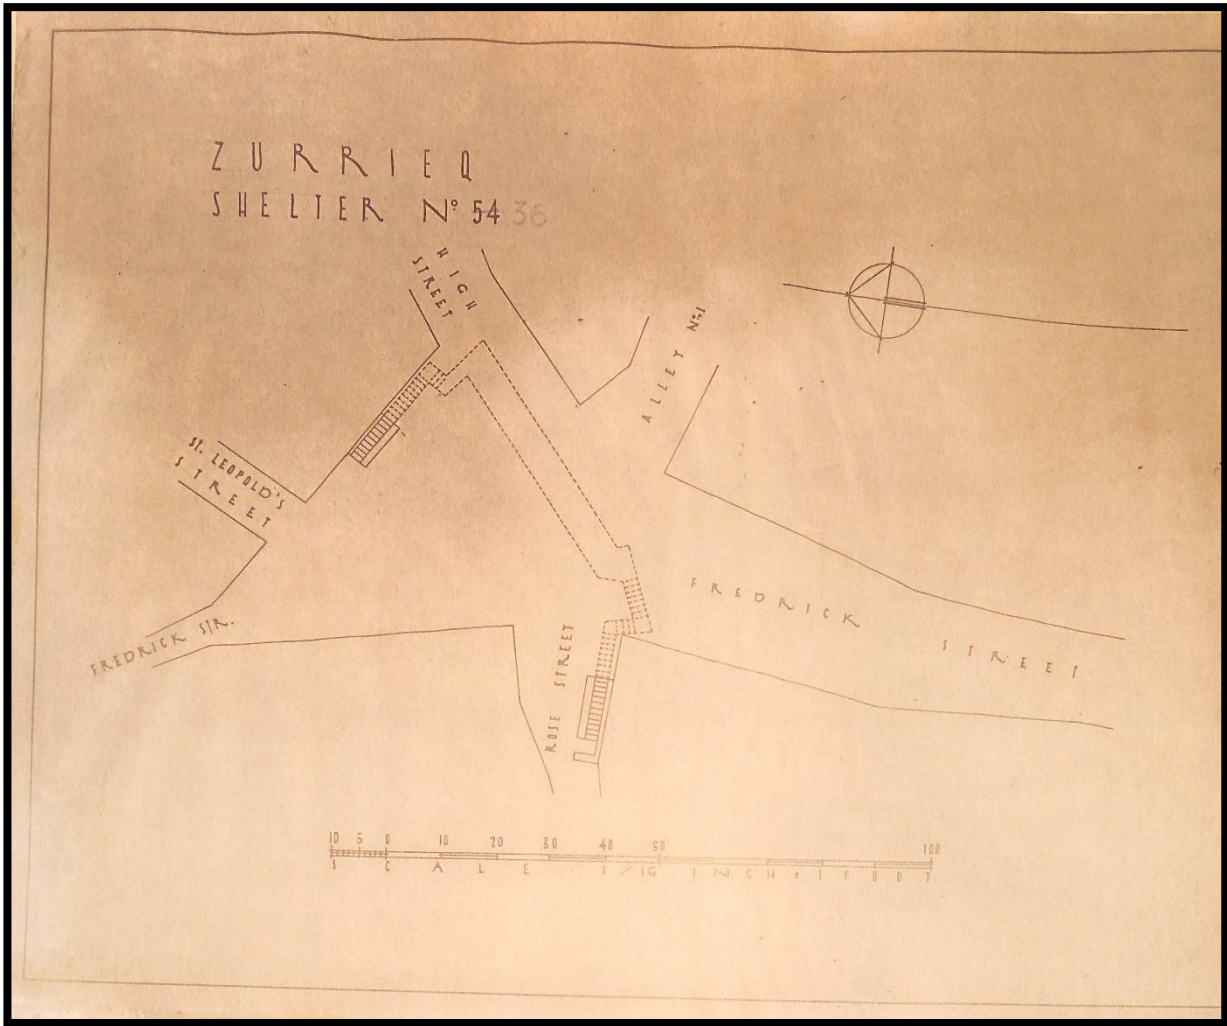 ZURRIEQ
SHELTER Nº 54 36
HIGH
STREET
ALLEY Nº1
ST. LEOPOLD'S
STREET
FREDRICK STR.
FREDRICK STREET
ROSE STREET
10 5 0 10 20 30 40 50 100
SCALE 1/16 INCH = 1 FOOT